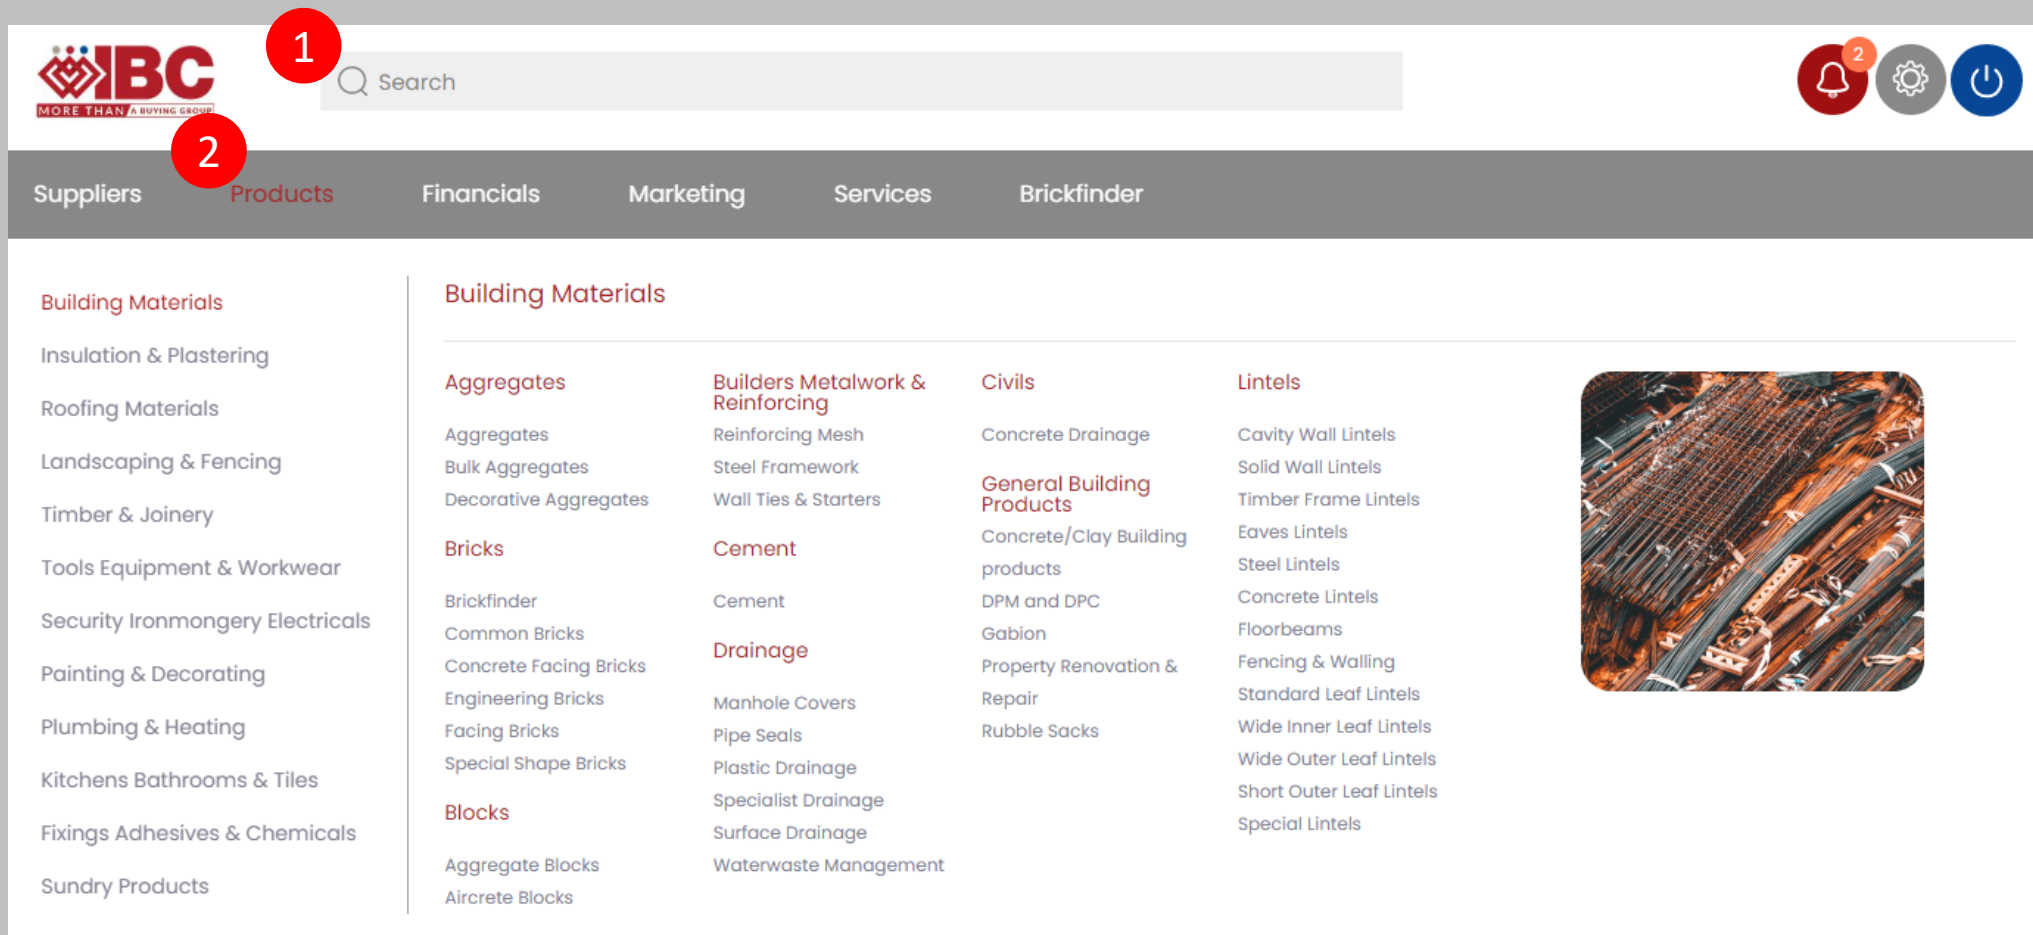 1
IBC
MORE THAN A BUYING GROUP
Search
2
2
Suppliers
Products
Financials
Marketing
Services
Brickfinder
Building Materials
Insulation & Plastering
Roofing Materials
Landscaping & Fencing
Timber & Joinery
Tools Equipment & Workwear
Security Ironmongery Electricals
Painting & Decorating
Plumbing & Heating
Kitchens Bathrooms & Tiles
Fixings Adhesives & Chemicals
Sundry Products
Building Materials
Aggregates
Aggregates
Bulk Aggregates
Decorative Aggregates
Bricks
Brickfinder
Common Bricks
Concrete Facing Bricks
Engineering Bricks
Facing Bricks
Special Shape Bricks
Blocks
Aggregate Blocks
Aircrete Blocks
Builders Metalwork &
Reinforcing
Reinforcing Mesh
Steel Framework
Wall Ties & Starters
Cement
Cement
Drainage
Manhole Covers
Pipe Seals
Plastic Drainage
Specialist Drainage
Surface Drainage
Waterwaste Management
Civils
Concrete Drainage
General Building
Products
Concrete/Clay Building
products
DPM and DPC
Gabion
Property Renovation &
Repair
Rubble Sacks
Lintels
Cavity Wall Lintels
Solid Wall Lintels
Timber Frame Lintels
Eaves Lintels
Steel Lintels
Concrete Lintels
Floorbeams
Fencing & Walling
Standard Leaf Lintels
Wide Inner Leaf Lintels
Wide Outer Leaf Lintels
Short Outer Leaf Lintels
Special Lintels